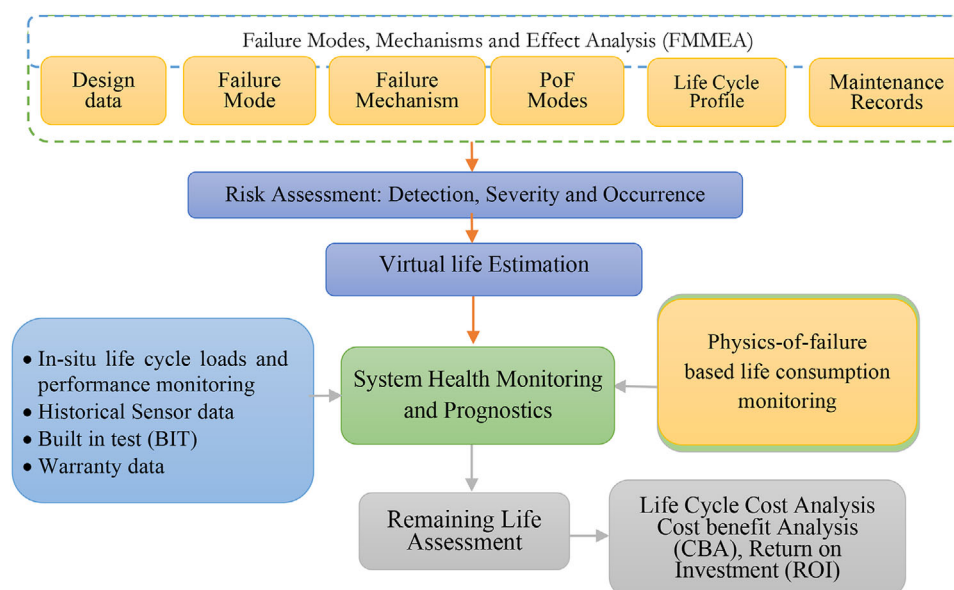 Failure Modes, Mechanisms and Effect Analysis (FMMEA)
Design
data
Failure
Mode
Failure
Mechanism
PoF
Modes
Life Cycle
Profile
Maintenance
Records
Risk Assessment: Detection, Severity and Occurrence
Virtual life Estimation
• In-situ life cycle loads and
performance monitoring
• Historical Sensor data
• Built in test (BIT)
• Warranty data
System Health Monitoring
and Prognostics
Physics-of-failure
based life consumption
monitoring
Remaining Life
Assessment
Life Cycle Cost Analysis
Cost benefit Analysis
(CBA), Return on
Investment (ROI)